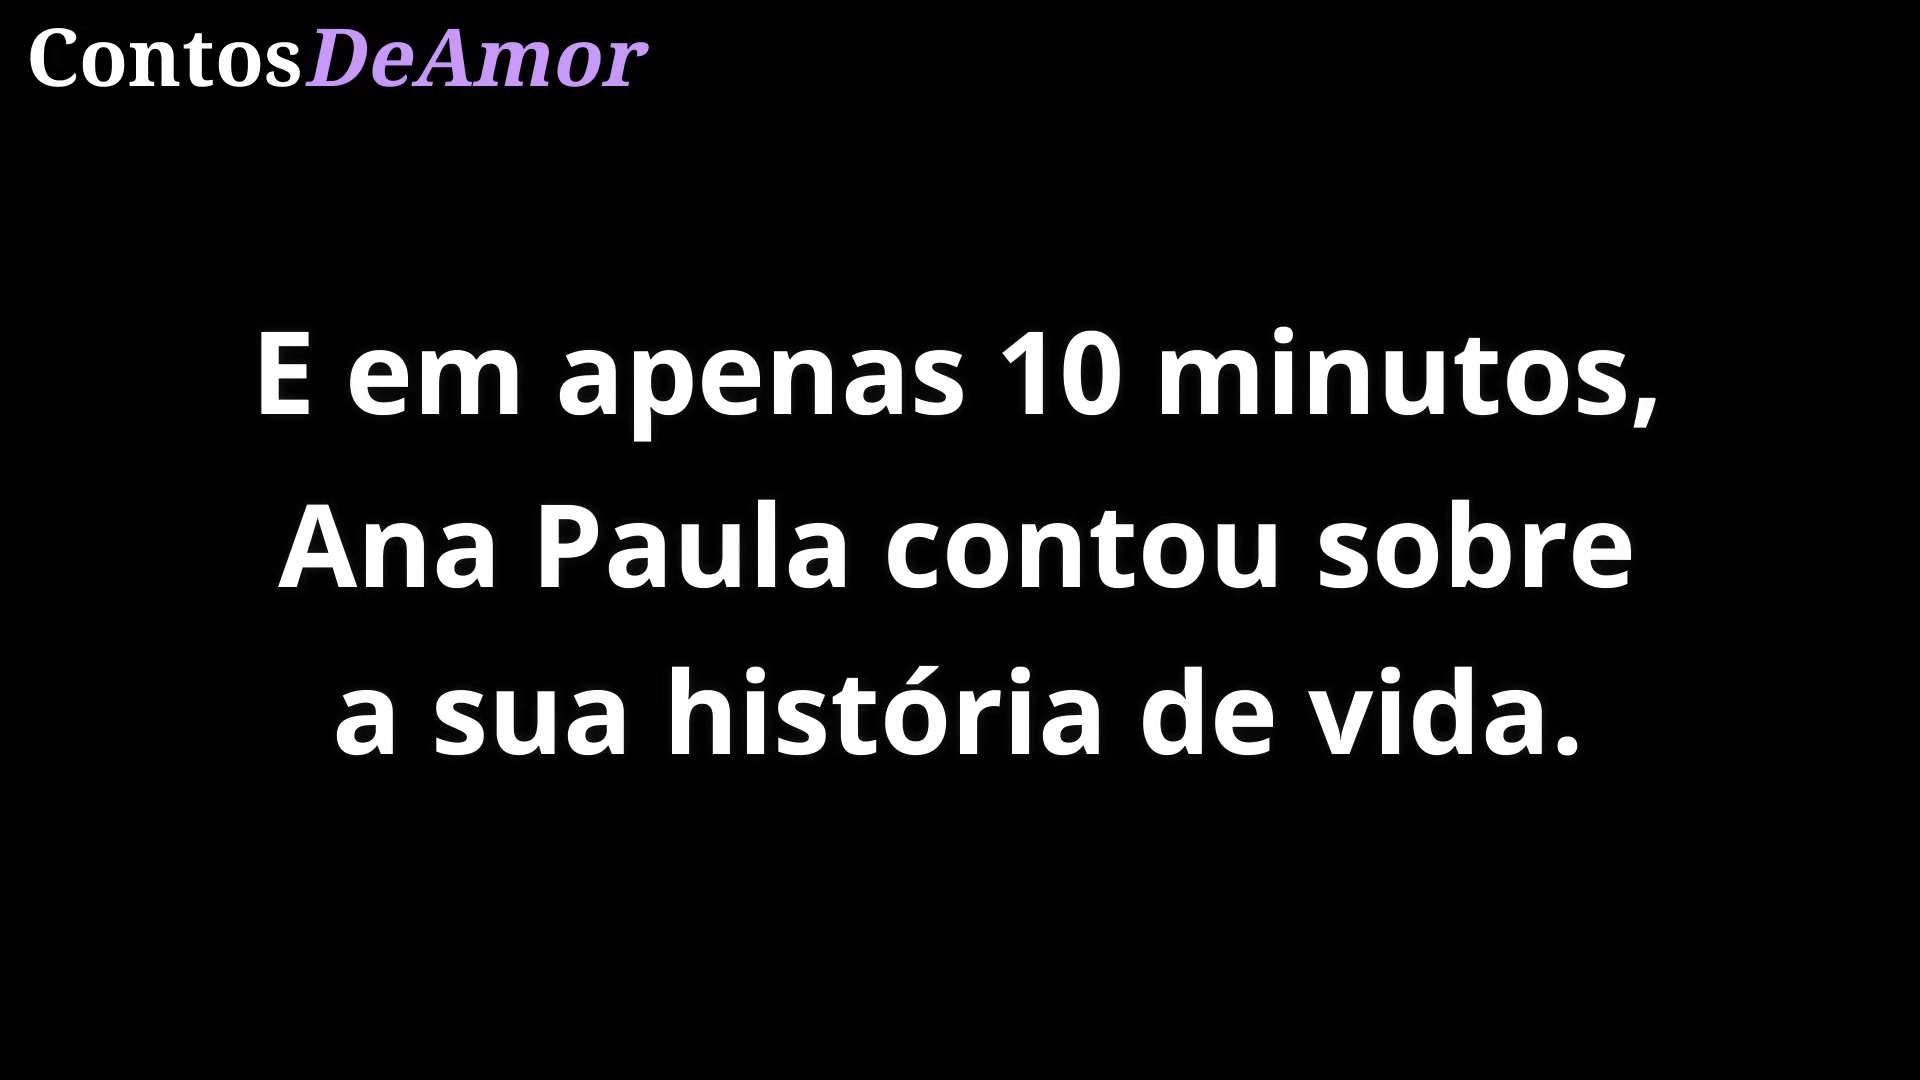 ContosDeAmor
E em apenas 10 minutos,
Ana Paula contou sobre
a sua história de vida.